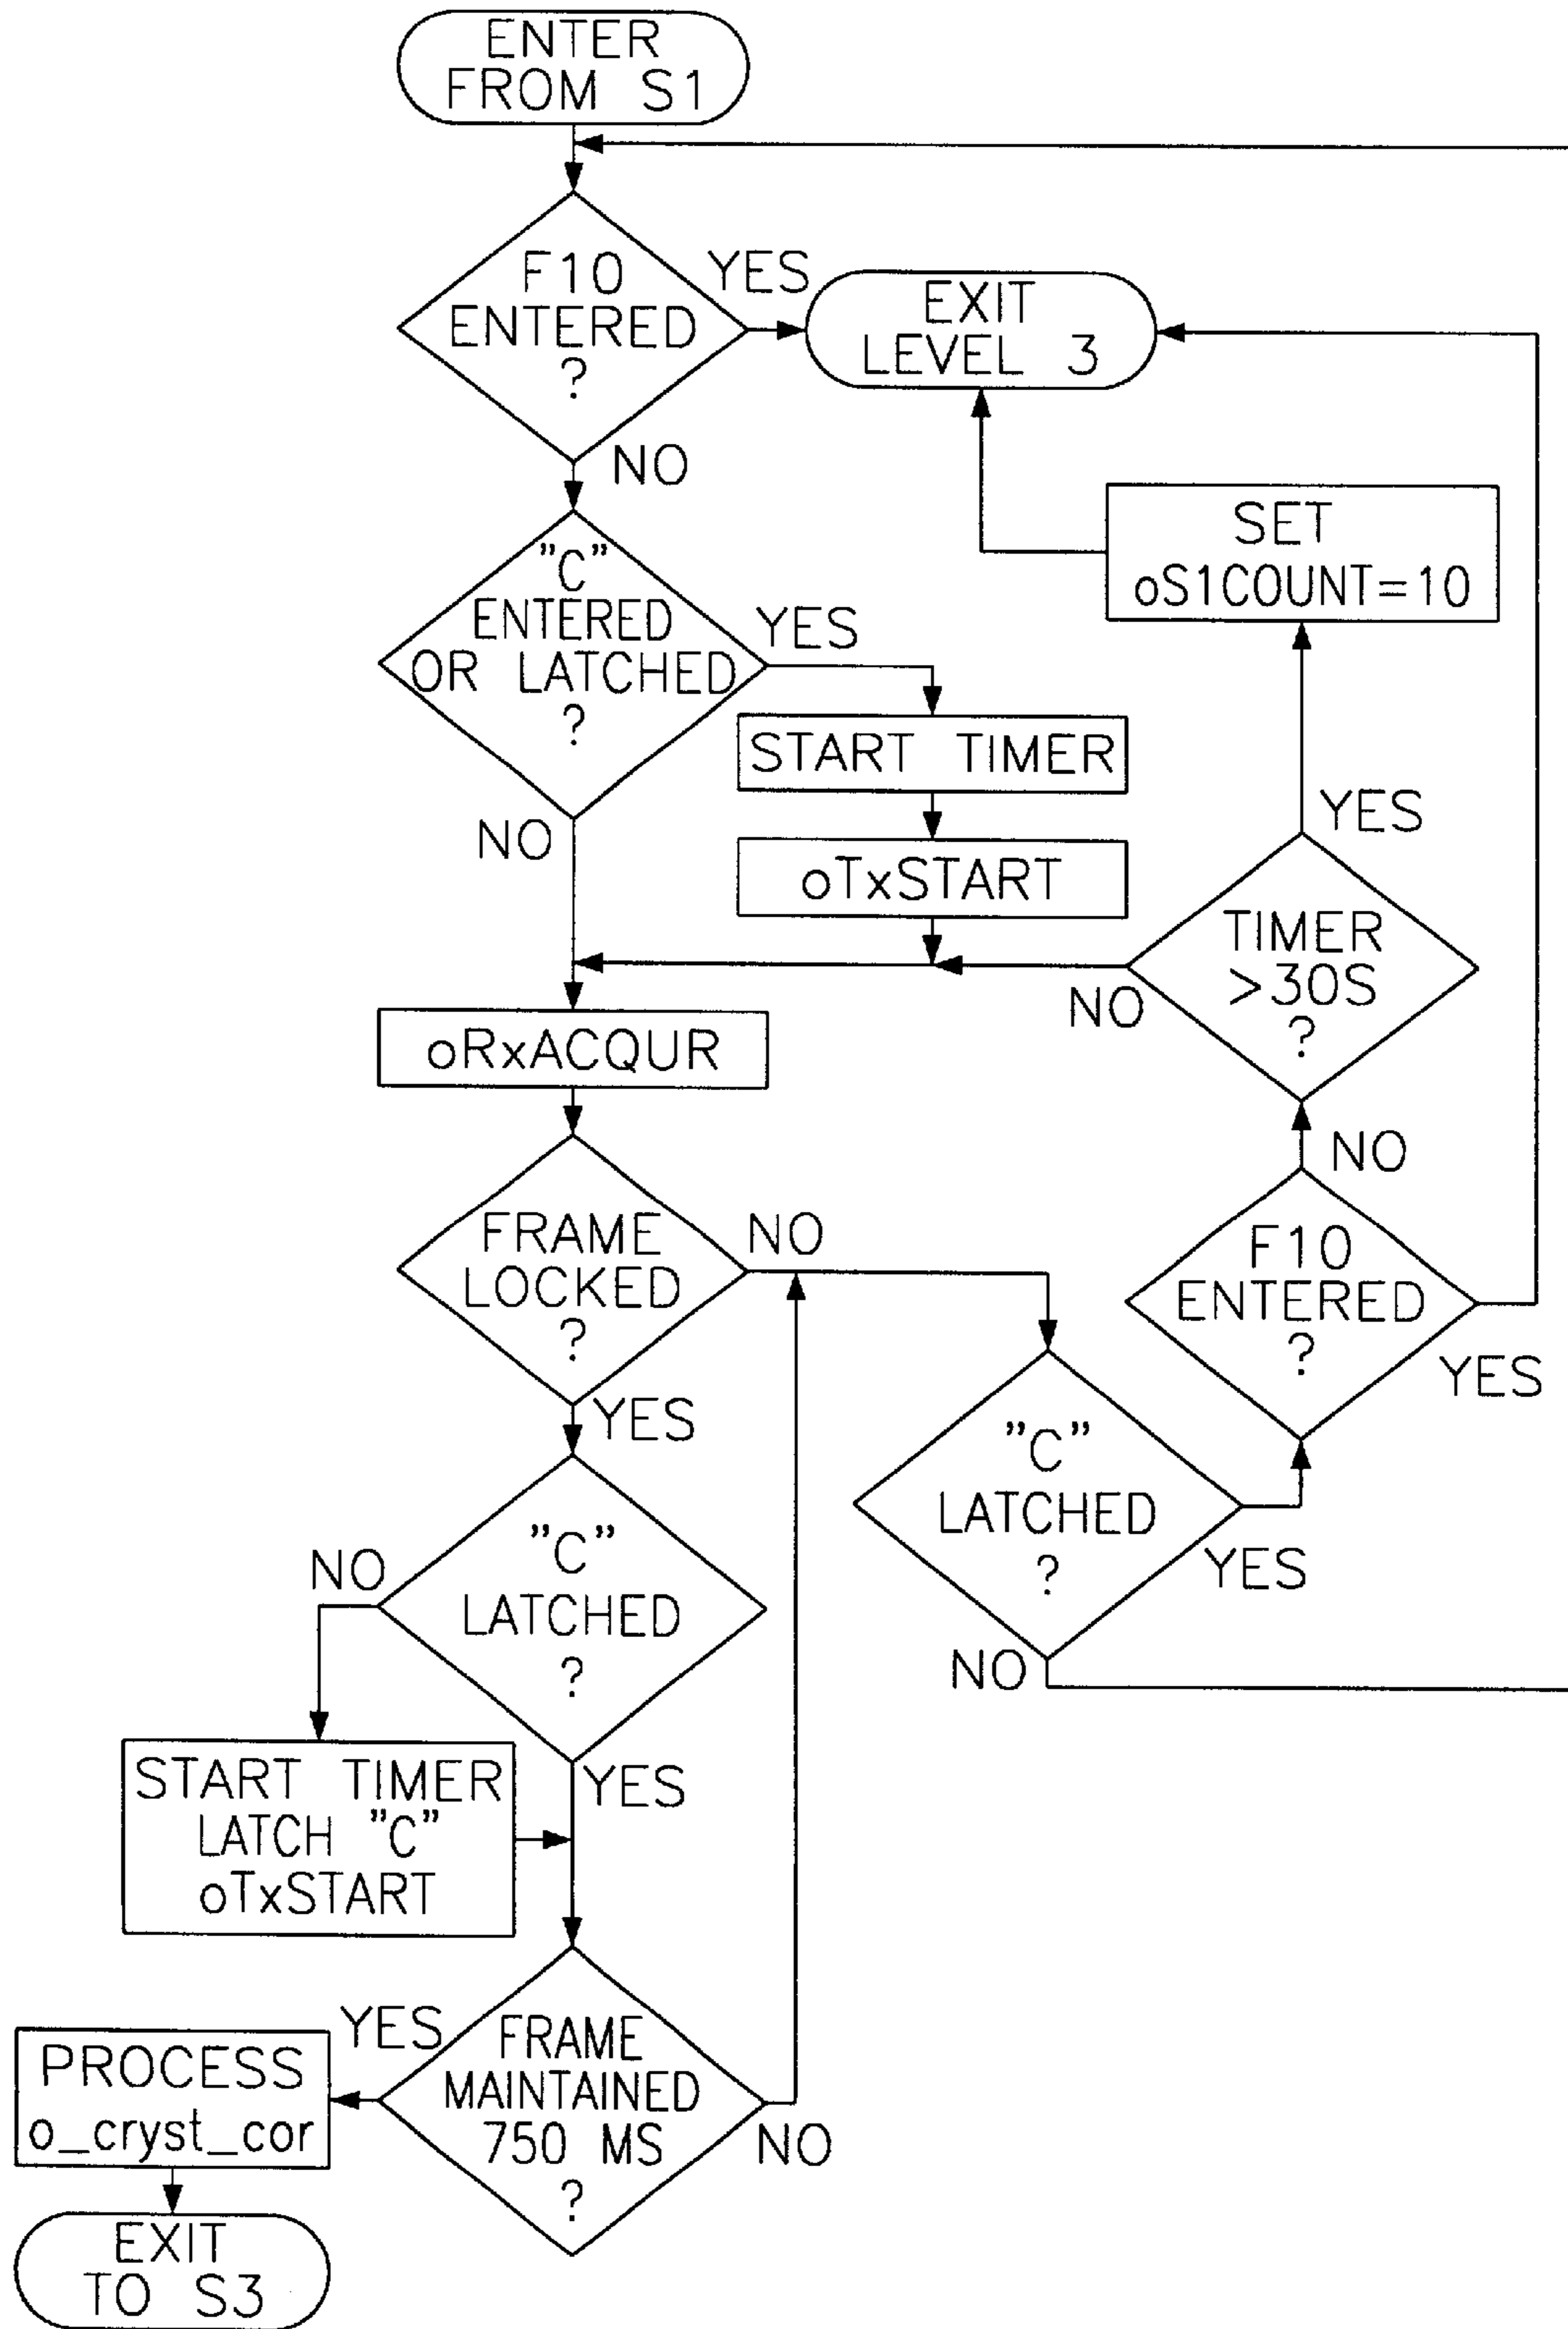 ENTER
FROM S1
F10
ENTERED
?
YES
NO
EXIT
LEVEL 3
"C"
ENTERED
OR LATCHED
?
YES
NO
START TIMER
oTxSTART
SET
oS1COUNT=10
YES
TIMER
>30S
?
NO
oRxACQUR
NO
F10
ENTERED
?
YES
FRAME
LOCKED
?
NO
YES
"C"
LATCHED
?
YES
NO
"C"
LATCHED
?
NO
YES
START TIMER
LATCH "C"
oTxSTART
FRAME
MAINTAINED
750 MS
?
YES
NO
PROCESS
o_cryst_cor
EXIT
TO S3